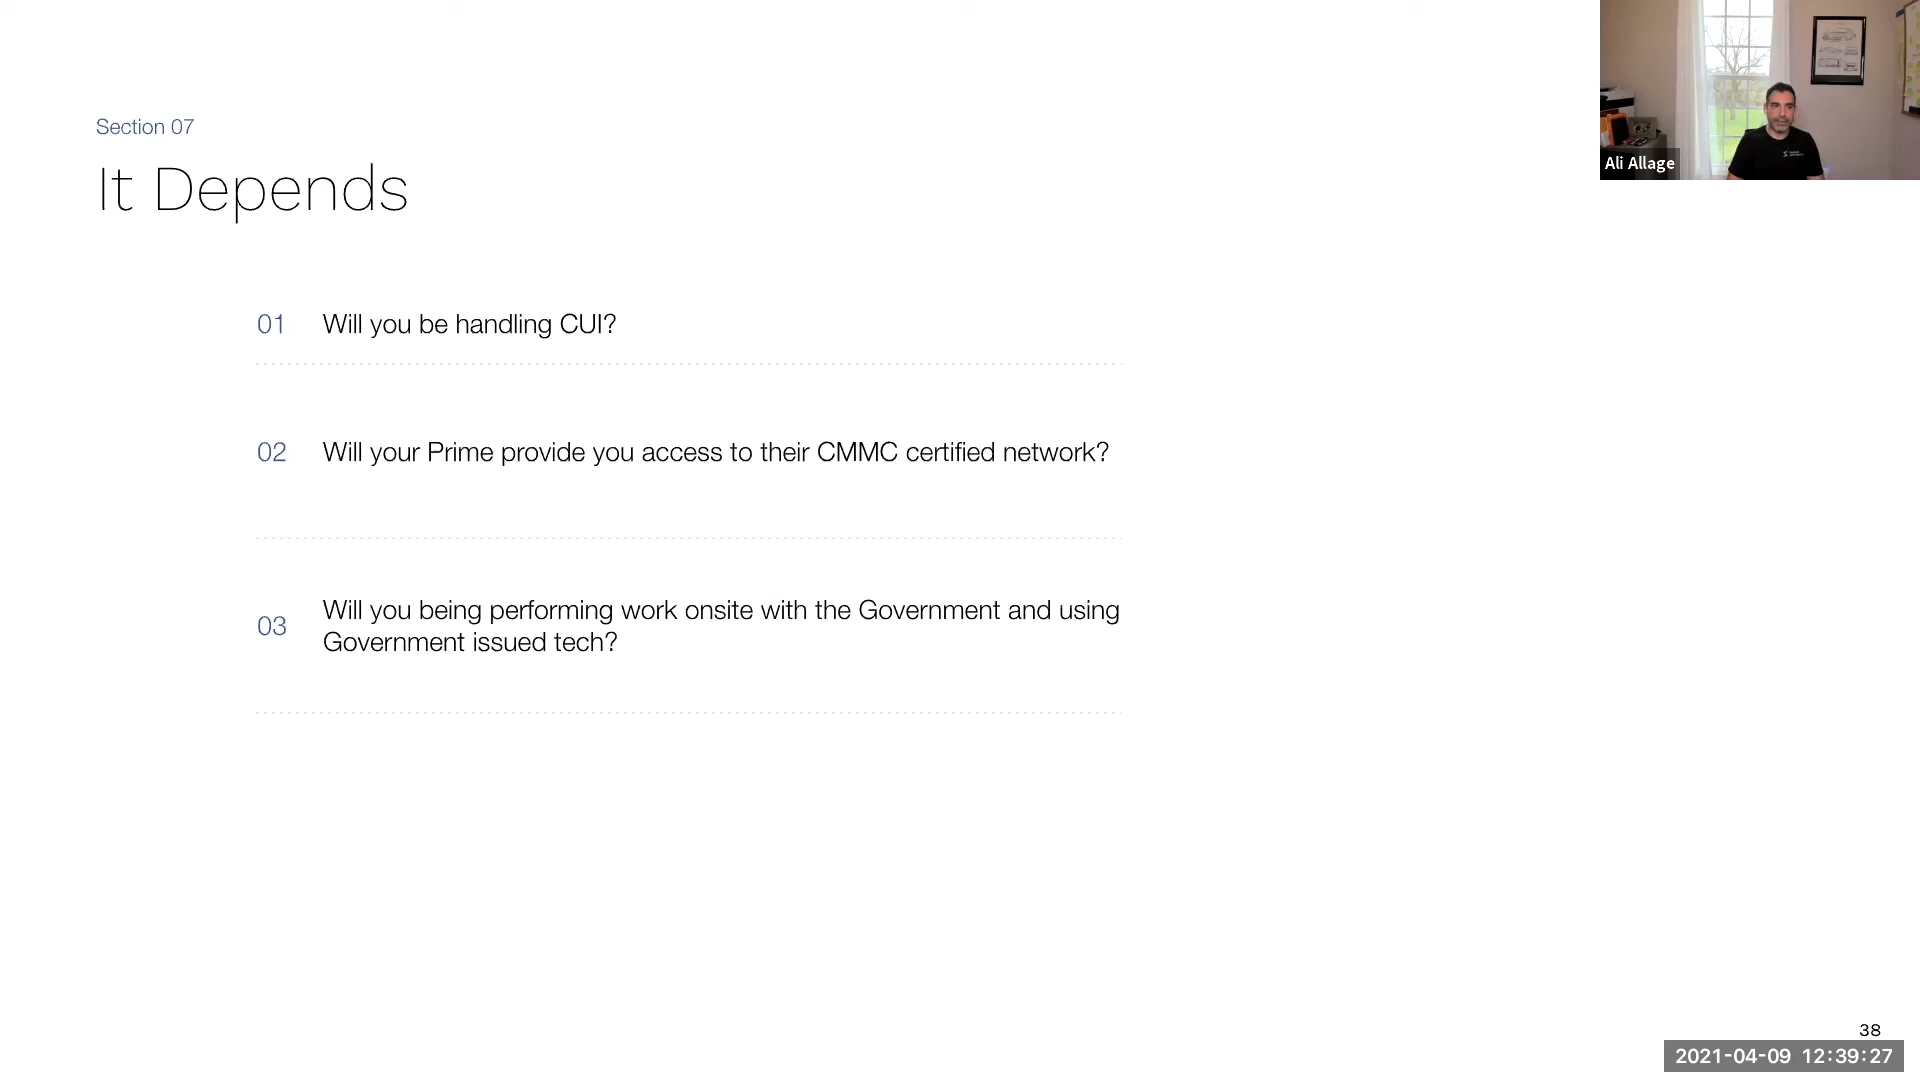 Section 07
It Depends
01 Will you be handling CUI?
02 Will your Prime provide you access to their CMMC certified network?
03 Will you being performing work onsite with the Government and using
Government issued tech?
Ali Allage
38
2021-04-09 12:39:27